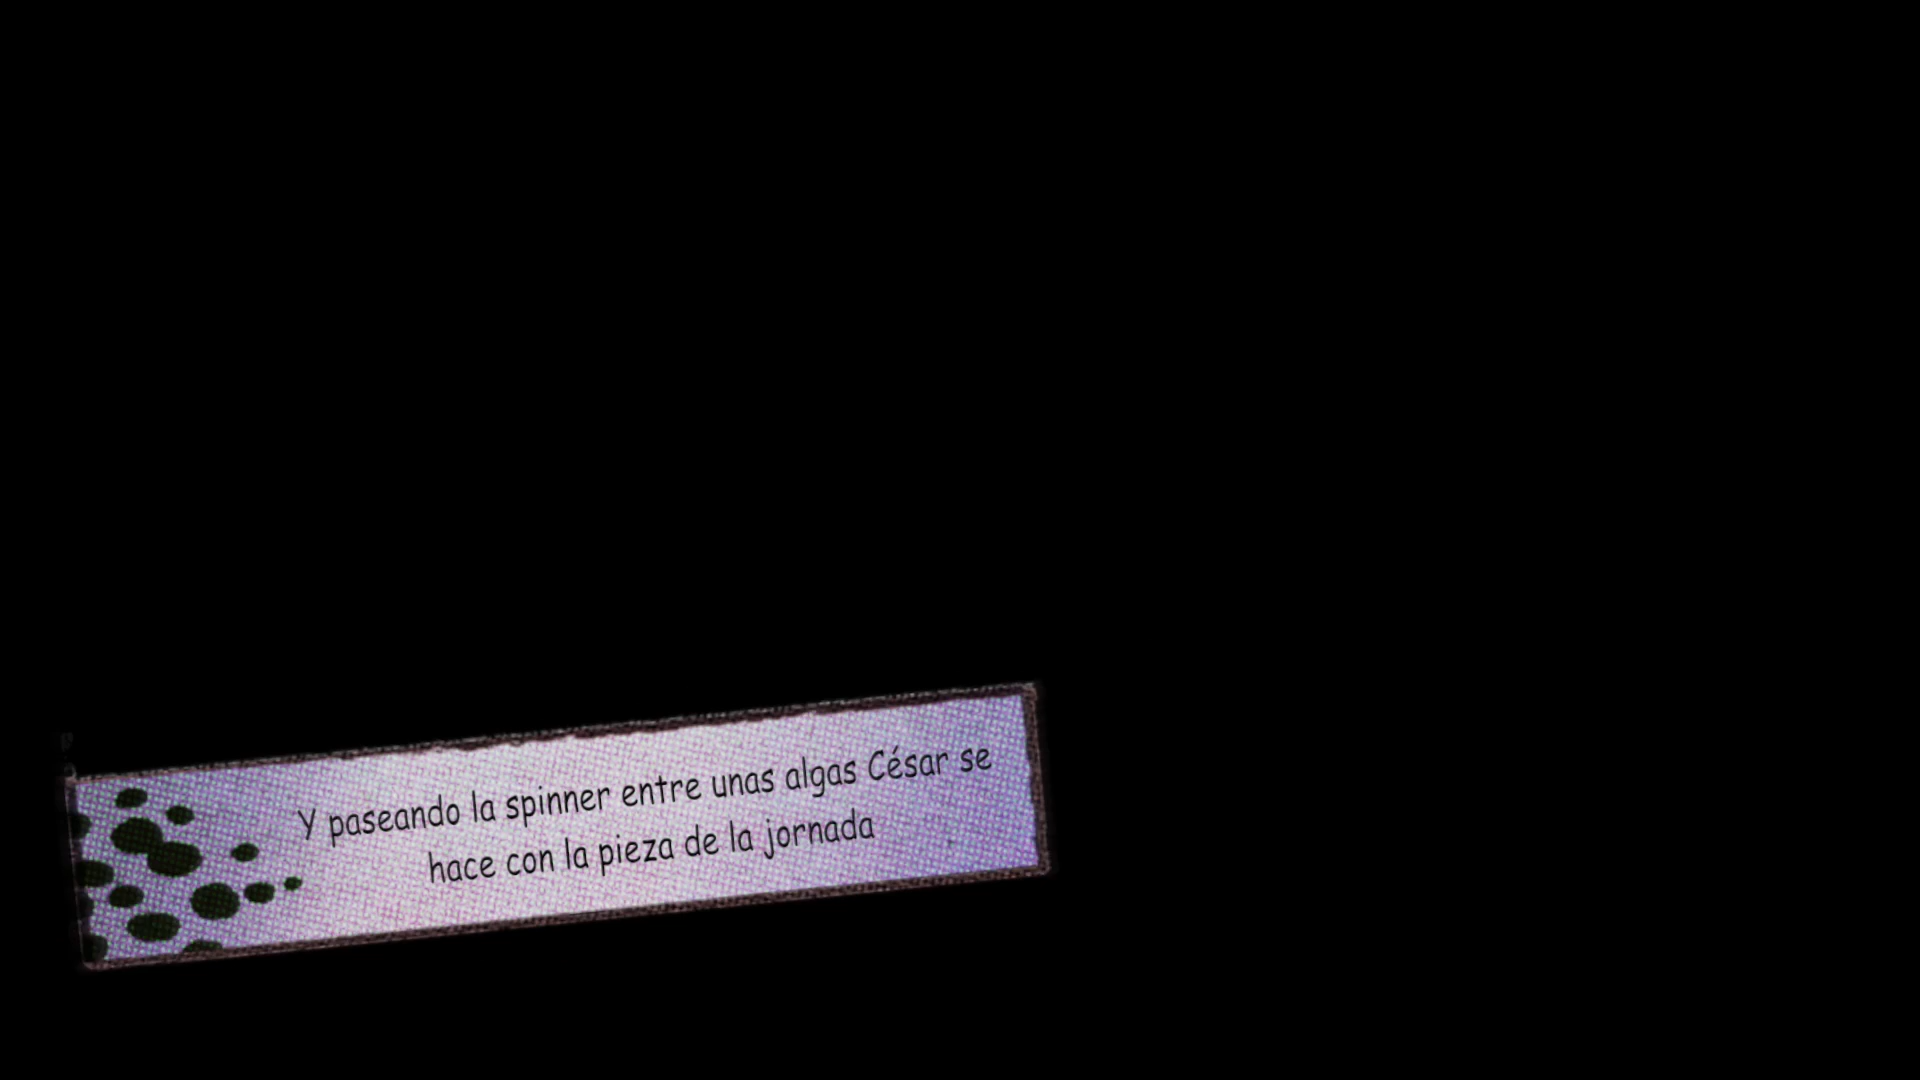 Y paseando la spinner entre unas algas César se
hace con la pieza de la jornada